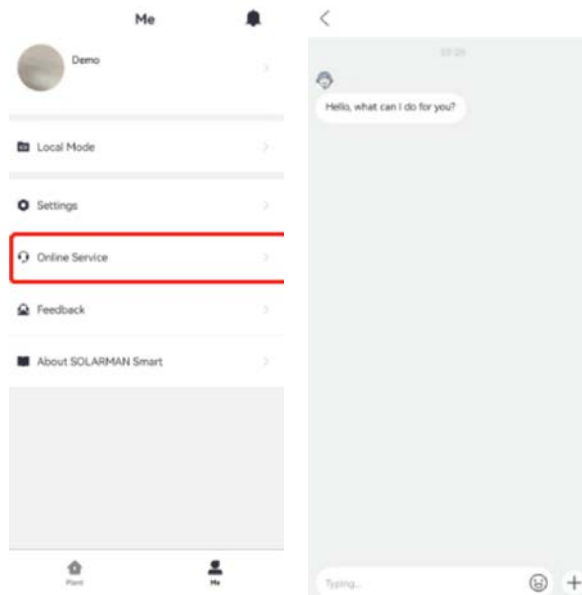 Me
Demo
Local Mode
Settings
Online Service
Feedback
About SOLARMAN Smart
Plant
Me
Hello, what can I do for you?
Typing...